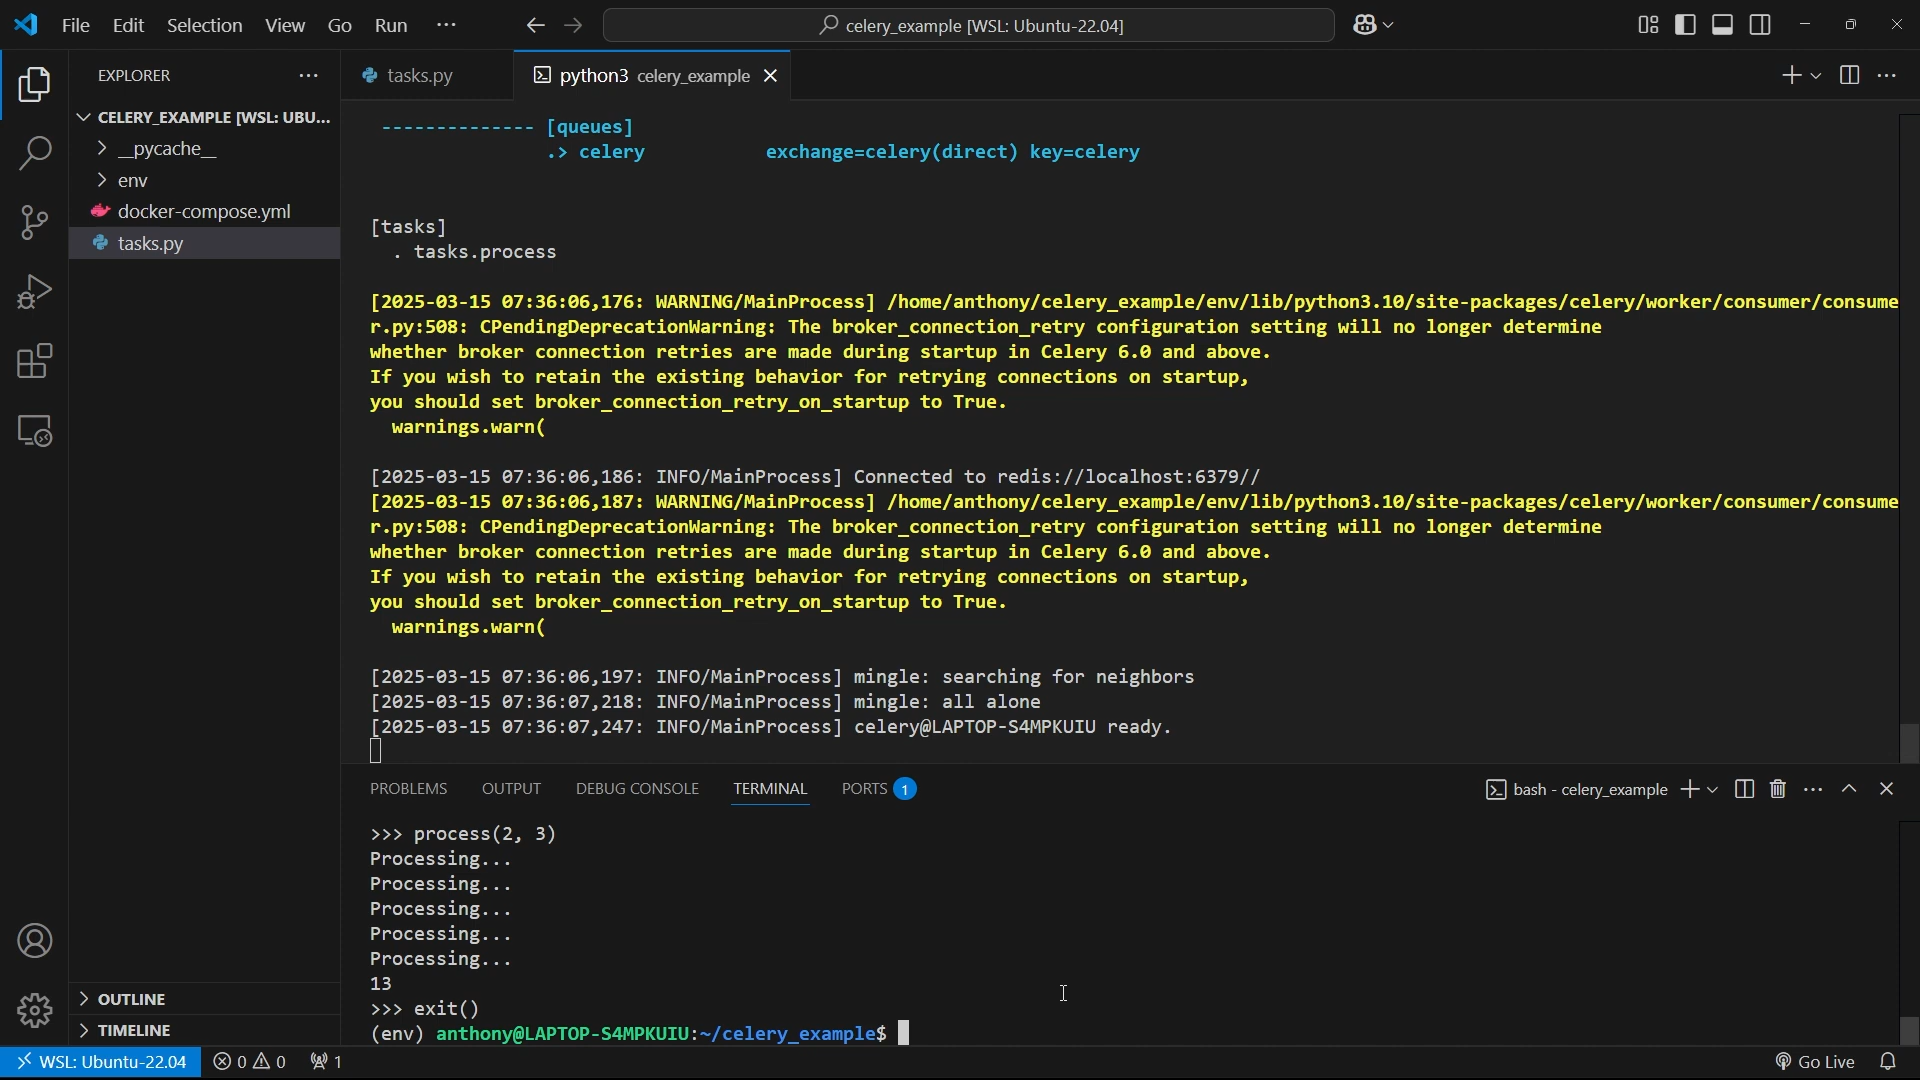 File Edit Selection View Go Run ···
celery_example [WSL: Ubuntu-22.04]
EXPLORER ···
CELERY_EXAMPLE [WSL: UBU...
__pycache__
env
docker-compose.yml
tasks.py
OUTLINE
TIMELINE
tasks.py
python3 celery_example
-------------- [queues]
.> celery exchange=celery(direct) key=celery
[tasks]
. tasks.process
[2025-03-15 07:36:06,176: WARNING/MainProcess] /home/anthony/celery_example/env/lib/python3.10/site-packages/celery/worker/consumer/consume
r.py:508: CPendingDeprecationWarning: The broker_connection_retry configuration setting will no longer determine
whether broker connection retries are made during startup in Celery 6.0 and above.
If you wish to retain the existing behavior for retrying connections on startup,
you should set broker_connection_retry_on_startup to True.
warnings.warn(
[2025-03-15 07:36:06,186: INFO/MainProcess] Connected to redis://localhost:6379//
[2025-03-15 07:36:06,187: WARNING/MainProcess] /home/anthony/celery_example/env/lib/python3.10/site-packages/celery/worker/consumer/consume
r.py:508: CPendingDeprecationWarning: The broker_connection_retry configuration setting will no longer determine
whether broker connection retries are made during startup in Celery 6.0 and above.
If you wish to retain the existing behavior for retrying connections on startup,
you should set broker_connection_retry_on_startup to True.
warnings.warn(
[2025-03-15 07:36:06,197: INFO/MainProcess] mingle: searching for neighbors
[2025-03-15 07:36:07,218: INFO/MainProcess] mingle: all alone
[2025-03-15 07:36:07,247: INFO/MainProcess] celery@LAPTOP-S4MPKUIU ready.
PROBLEMS OUTPUT DEBUG CONSOLE TERMINAL PORTS 1
bash - celery_example
>>> process(2, 3)
Processing...
Processing...
Processing...
Processing...
Processing...
13
>>> exit()
(env) anthony@LAPTOP-S4MPKUIU:~/celery_example$
WSL: Ubuntu-22.04 0 0 1
Go Live